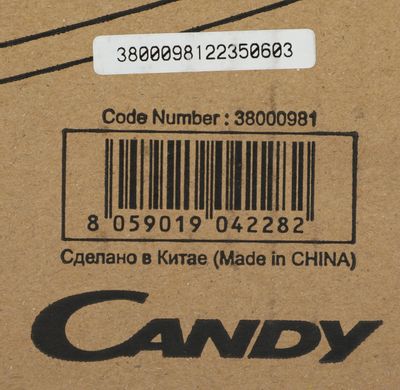 3800098122350603
Code Number : 38000981
8 059019 042282
Сделано в Китае (Made in CHINA)
CANDY